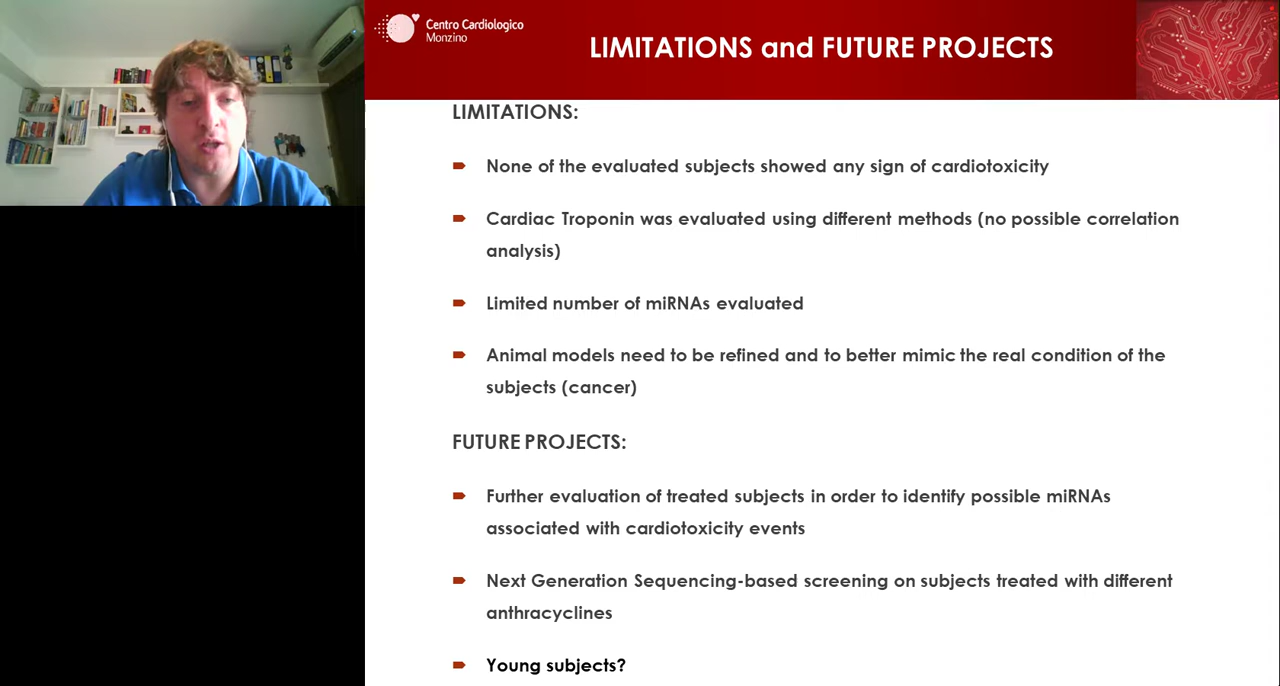 Centro Cardiologico
Monzino
LIMITATIONS and FUTURE PROJECTS
LIMITATIONS:
None of the evaluated subjects showed any sign of cardiotoxicity
Cardiac Troponin was evaluated using different methods (no possible correlation
analysis)
Limited number of miRNAs evaluated
Animal models need to be refined and to better mimic the real condition of the
subjects (cancer)
FUTURE PROJECTS:
Further evaluation of treated subjects in order to identify possible miRNAs
associated with cardiotoxicity events
Next Generation Sequencing-based screening on subjects treated with different
anthracyclines
Young subjects?